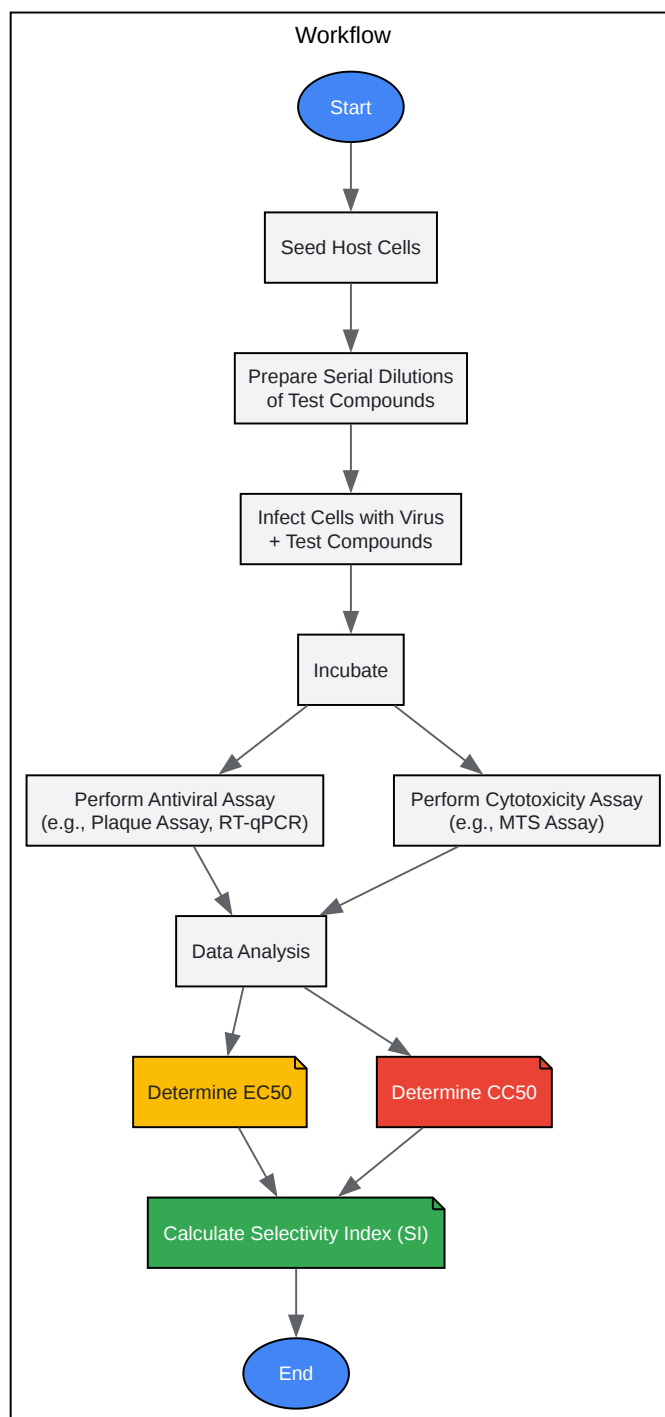 Workflow
Start
Seed Host Cells
Prepare Serial Dilutions
of Test Compounds
Infect Cells with Virus
+ Test Compounds
Incubate
Perform Antiviral Assay
(e.g., Plaque Assay, RT-qPCR)
Perform Cytotoxicity Assay
(e.g., MTS Assay)
Data Analysis
Determine EC50
Determine CC50
Calculate Selectivity Index (SI)
End